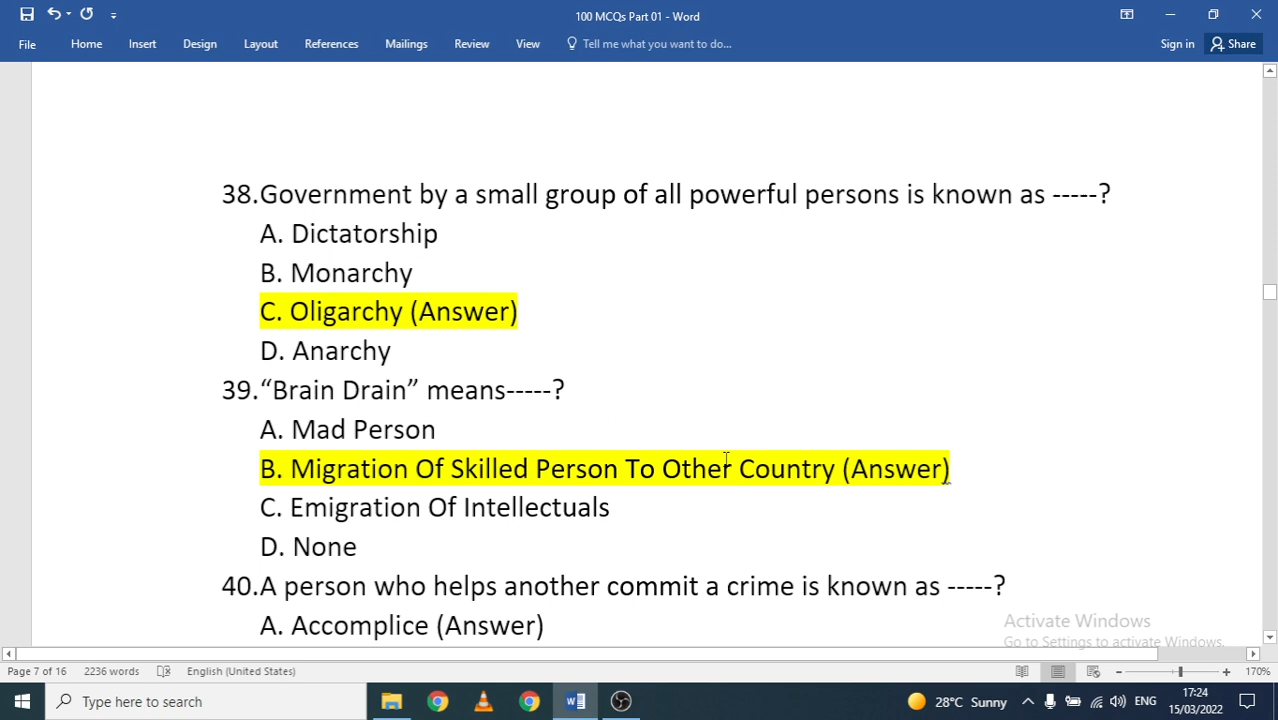 100 MCQs Part 01 - Word
File Home Insert Design Layout References Mailings Review View Tell me what you want to do... Sign in Share
38.Government by a small group of all powerful persons is known as -----?
A. Dictatorship
B. Monarchy
C. Oligarchy (Answer)
D. Anarchy
39.“Brain Drain” means-----?
A. Mad Person
B. Migration Of Skilled Person To Other Country (Answer)
C. Emigration Of Intellectuals
D. None
40.A person who helps another commit a crime is known as -----?
A. Accomplice (Answer)
Activate Windows
Go to Settings to activate Windows.
Page 7 of 16 2236 words English (United States) 170%
Type here to search 28°C Sunny ENG 17:24
15/03/2022